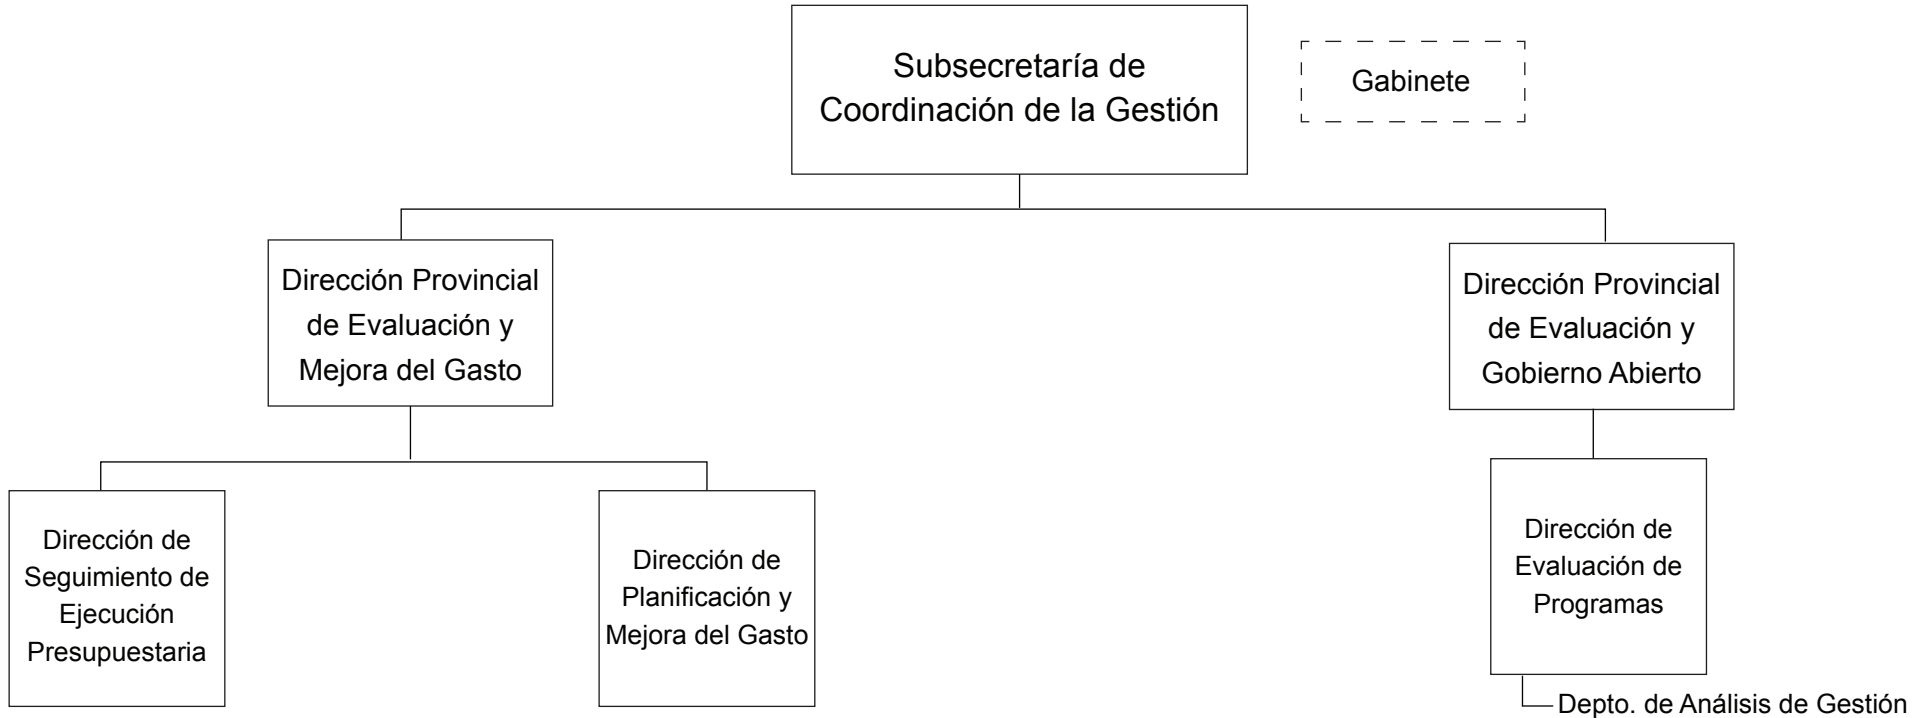 Subsecretaría de
Coordinación de la Gestión
Gabinete
Dirección Provincial
de Evaluación y
Mejora del Gasto
Dirección Provincial
de Evaluación y
Gobierno Abierto
Dirección de
Seguimiento de
Ejecución
Presupuestaria
Dirección de
Planificación y
Mejora del Gasto
Dirección de
Evaluación de
Programas
Depto. de Análisis de Gestión